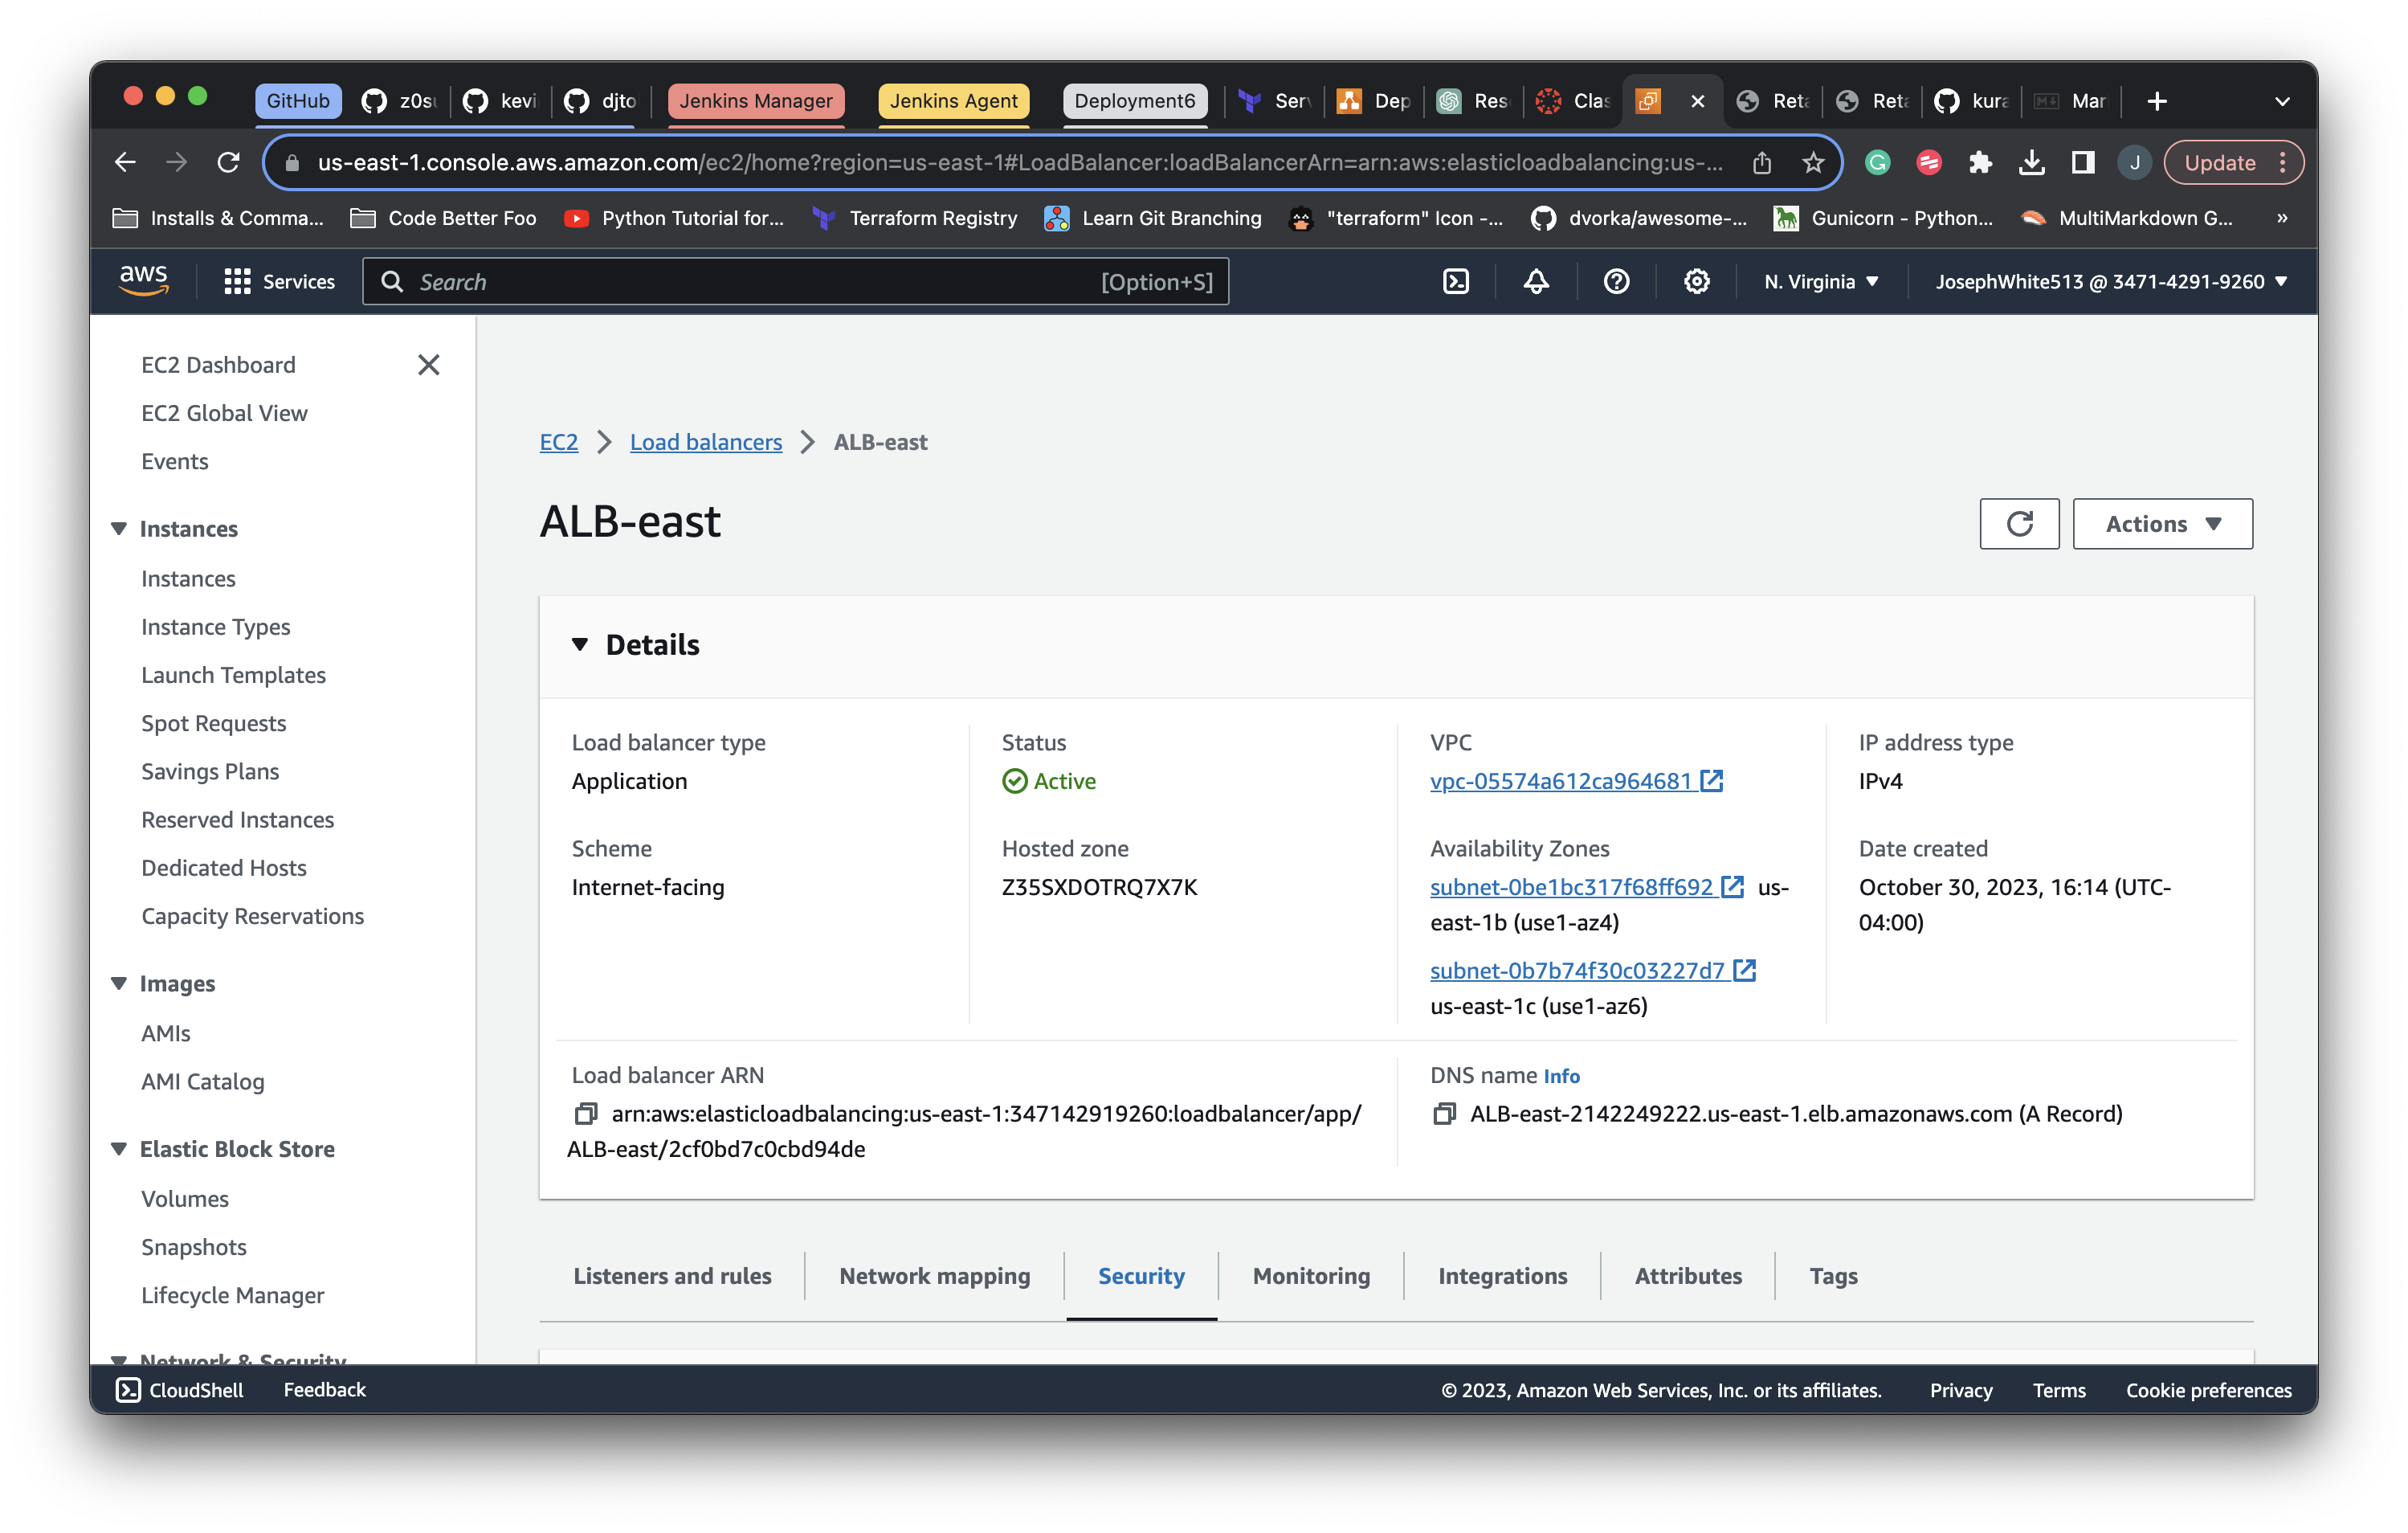 GitHub
kevi
djto
Jenkins Manager
Jenkins Agent
Deployment6
Ser
Dep
Res
Clas
Reta
Reta
kura
Mar
us-east-1.console.aws.amazon.com/ec2/home?region=us-east-1#LoadBalancer:loadBalancerArn=arn:aws:elasticloadbalancing:us-...
J
Update
Installs & Comma...
Code Better Foo
Python Tutorial for...
Terraform Registry
Learn Git Branching
"terraform" Icon -...
dvorka/awesome-...
Gunicorn - Python...
MultiMarkdown G...
»
aws
Services
Search
[Option+S]
N. Virginia
JosephWhite513 @ 3471-4291-9260
EC2 Dashboard
EC2 Global View
Events
Instances
Instances
Instance Types
Launch Templates
Spot Requests
Savings Plans
Reserved Instances
Dedicated Hosts
Capacity Reservations
Images
AMIs
AMI Catalog
Elastic Block Store
Volumes
Snapshots
Lifecycle Manager
Network & Security
EC2 > Load balancers > ALB-east
ALB-east
Actions
Details
Load balancer type
Application
Status
Active
VPC
vpc-05574a612ca964681
IP address type
IPv4
Scheme
Internet-facing
Hosted zone
Z35SXDOTRQ7X7K
Availability Zones
subnet-0be1bc317f68ff692 us-
east-1b (use1-az4)
subnet-0b7b74f30c03227d7
us-east-1c (use1-az6)
Date created
October 30, 2023, 16:14 (UTC-
04:00)
Load balancer ARN
arn:aws:elasticloadbalancing:us-east-1:347142919260:loadbalancer/app/
ALB-east/2cf0bd7c0cbd94de
DNS name Info
ALB-east-2142249222.us-east-1.elb.amazonaws.com (A Record)
Listeners and rules
Network mapping
Security
Monitoring
Integrations
Attributes
Tags
CloudShell
Feedback
© 2023, Amazon Web Services, Inc. or its affiliates.
Privacy
Terms
Cookie preferences